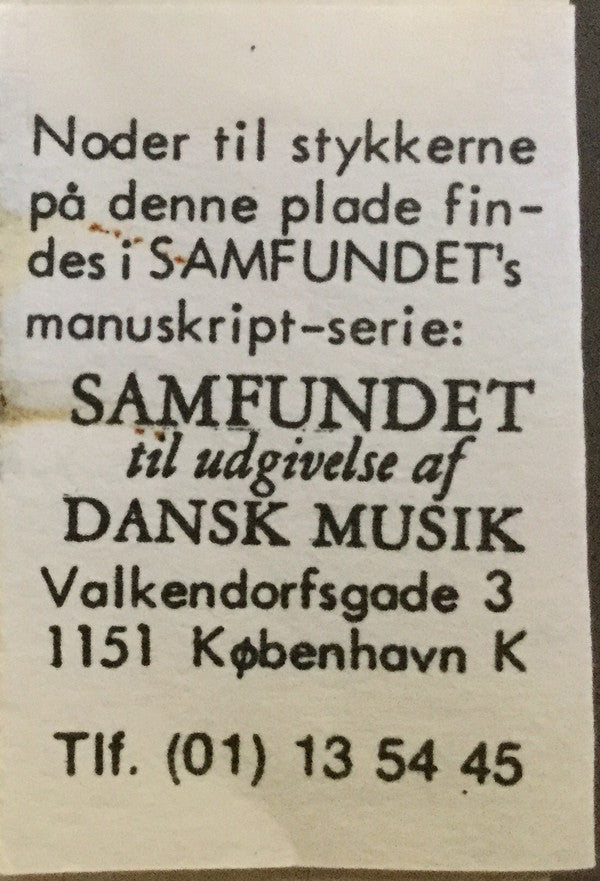 Noder til stykkerne
på denne plade fin-
des i SAMFUNDET's
manuskript-serie:
SAMFUNDET
til udgivelse af
DANSK MUSIK
Valkendorfsgade 3
1151 København K
Tlf. (01) 13 54 45